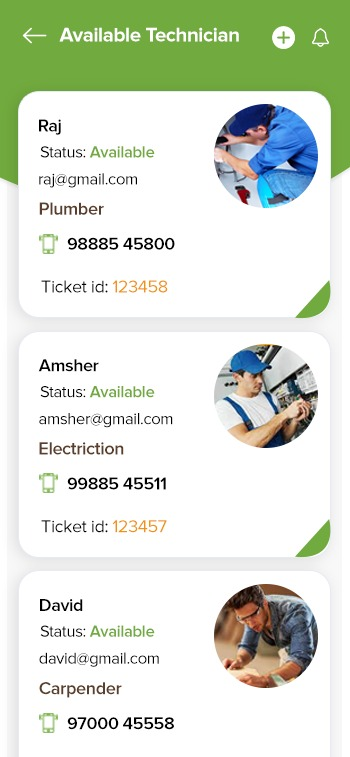 Available Technician
Raj
Status: Available
raj@gmail.com
Plumber
98885 45800
Ticket id: 123458
Amsher
Status: Available
amsher@gmail.com
Electriction
99885 45511
Ticket id: 123457
David
Status: Available
david@gmail.com
Carpender
97000 45558